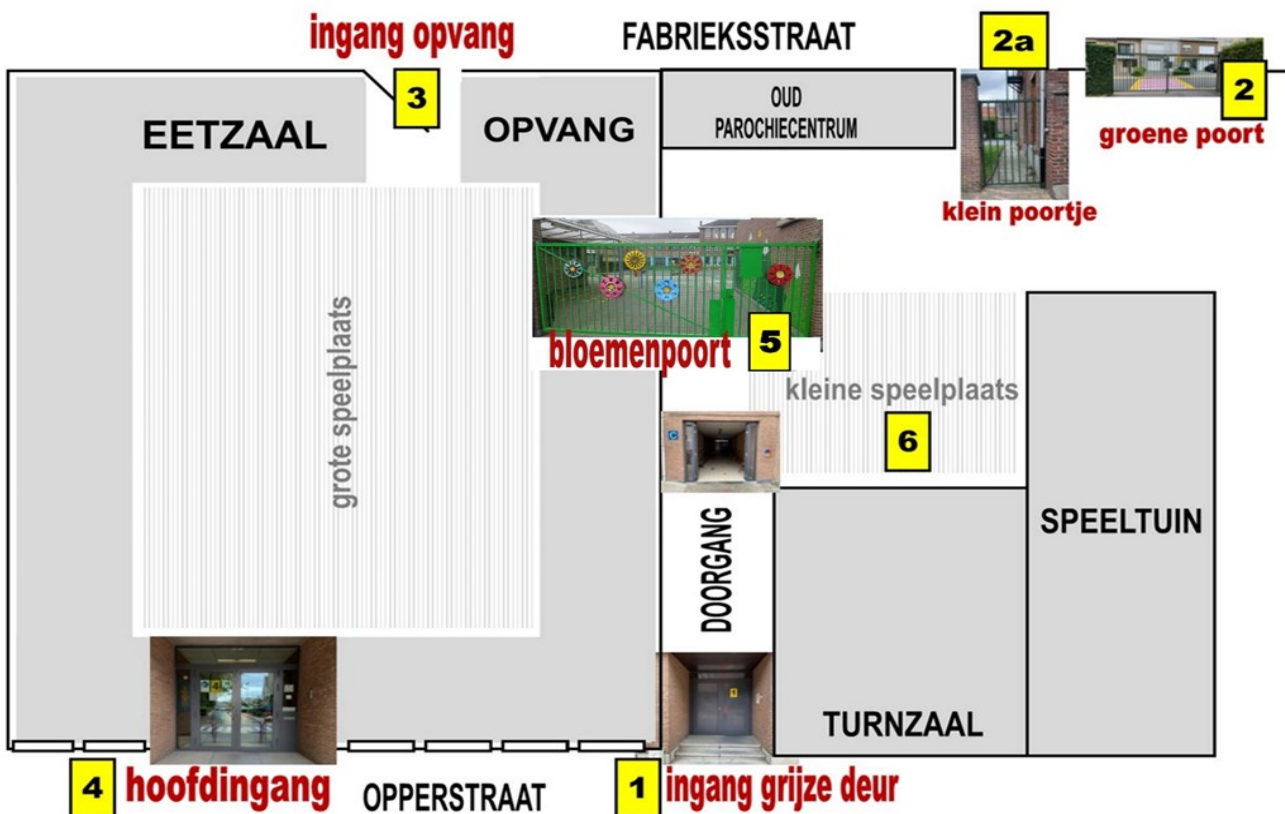 ingang opvang
FABRIEKSSTRAAT
2a
3
2
EETZAAL
OPVANG
OUD
PAROCHIECENTRUM
groene poort
klein poortje
grote speelplaats
bloemenpoort
5
kleine speelplaats
6
DOORGANG
SPEELTUIN
TURNZAAL
4
hoofdingang
OPPERSTRAAT
1
ingang grijze deur